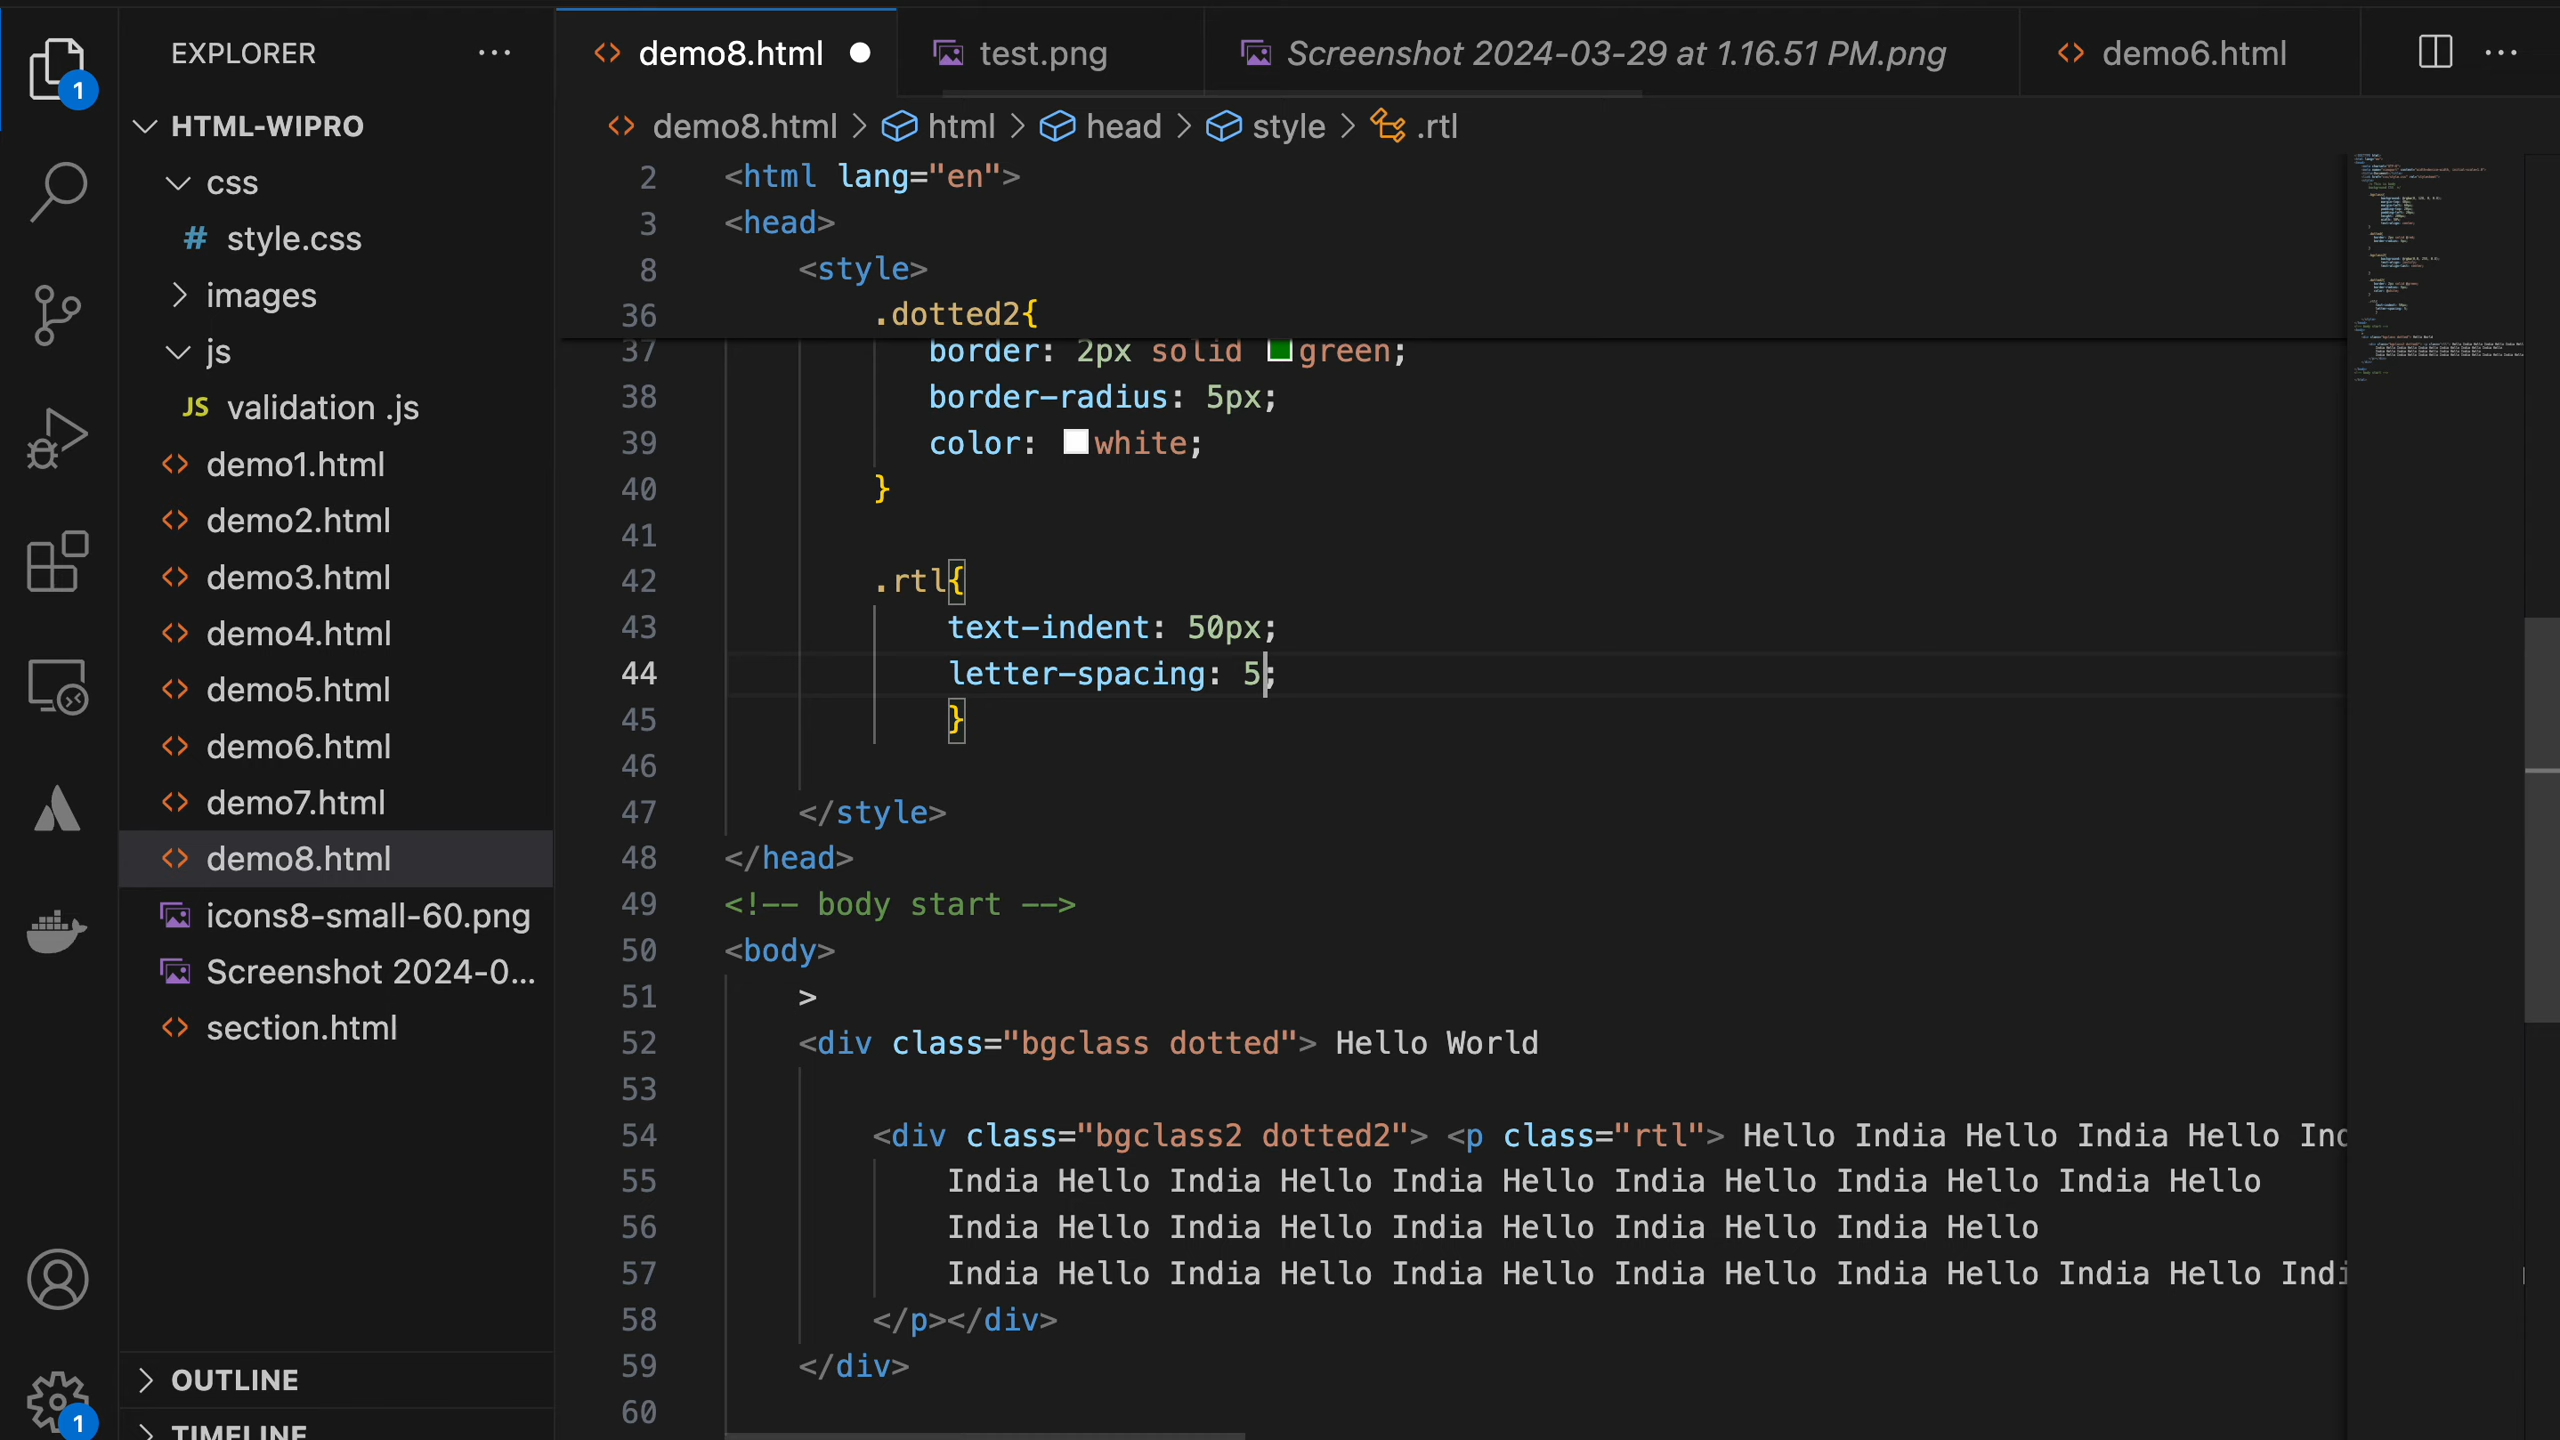 EXPLORER
HTML-WIPRO
css
# style.css
images
js
JS validation .js
demo1.html
demo2.html
demo3.html
demo4.html
demo5.html
demo6.html
demo7.html
demo8.html
icons8-small-60.png
Screenshot 2024-0...
section.html
OUTLINE
TIMELINE
1
1
demo8.html
test.png
Screenshot 2024-03-29 at 1.16.51 PM.png
demo6.html
demo8.html > html > head > style > .rtl
2 <html lang="en">
3 <head>
8 <style>
36 .dotted2{
37 border: 2px solid green;
38 border-radius: 5px;
39 color: white;
40 }
41
42 .rtl{
43 text-indent: 50px;
44 letter-spacing: 5;
45 }
46
47 </style>
48 </head>
49 <!-- body start -->
50 <body>
51 >
52 <div class="bgclass dotted"> Hello World
53
54 <div class="bgclass2 dotted2"> <p class="rtl"> Hello India Hello India Hello Ind
55 India Hello India Hello India Hello India Hello India Hello India Hello
56 India Hello India Hello India Hello India Hello India Hello
57 India Hello India Hello India Hello India Hello India Hello India Hello Indi
58 </p></div>
59 </div>
60